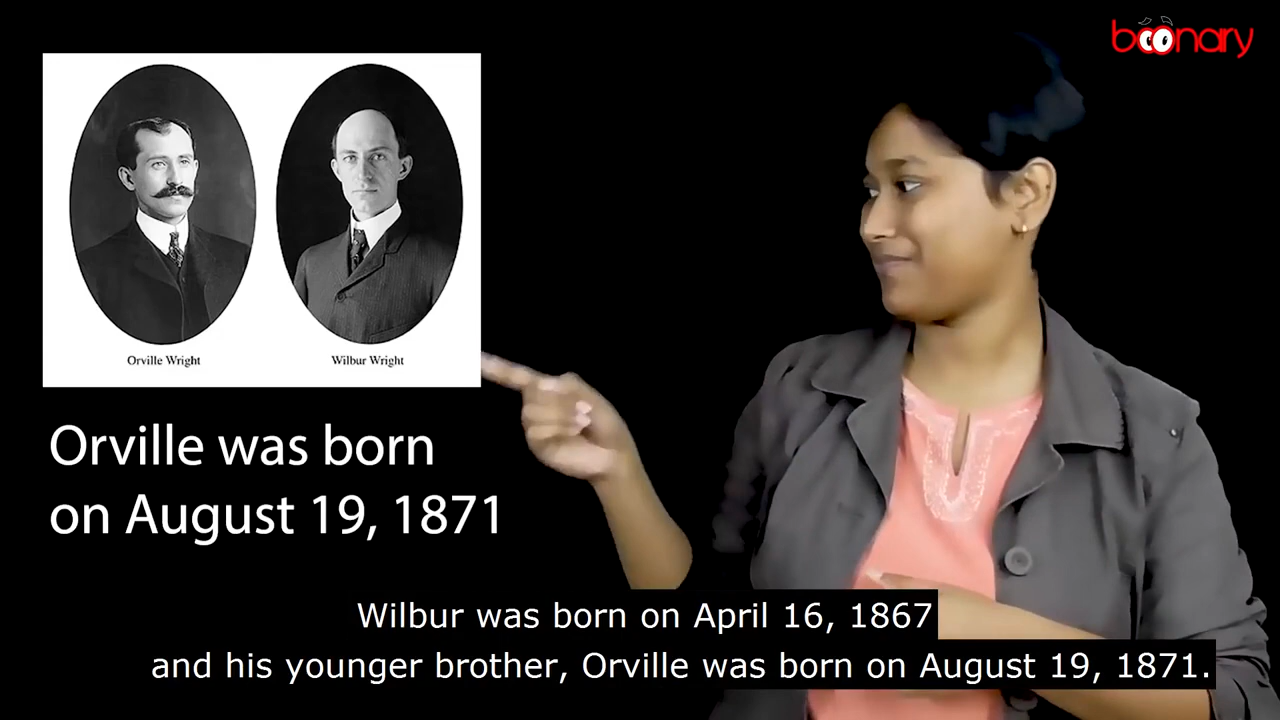 boonary
Orville Wright
Wilbur Wright
Orville was born
on August 19, 1871
Wilbur was born on April 16, 1867
and his younger brother, Orville was born on August 19, 1871.